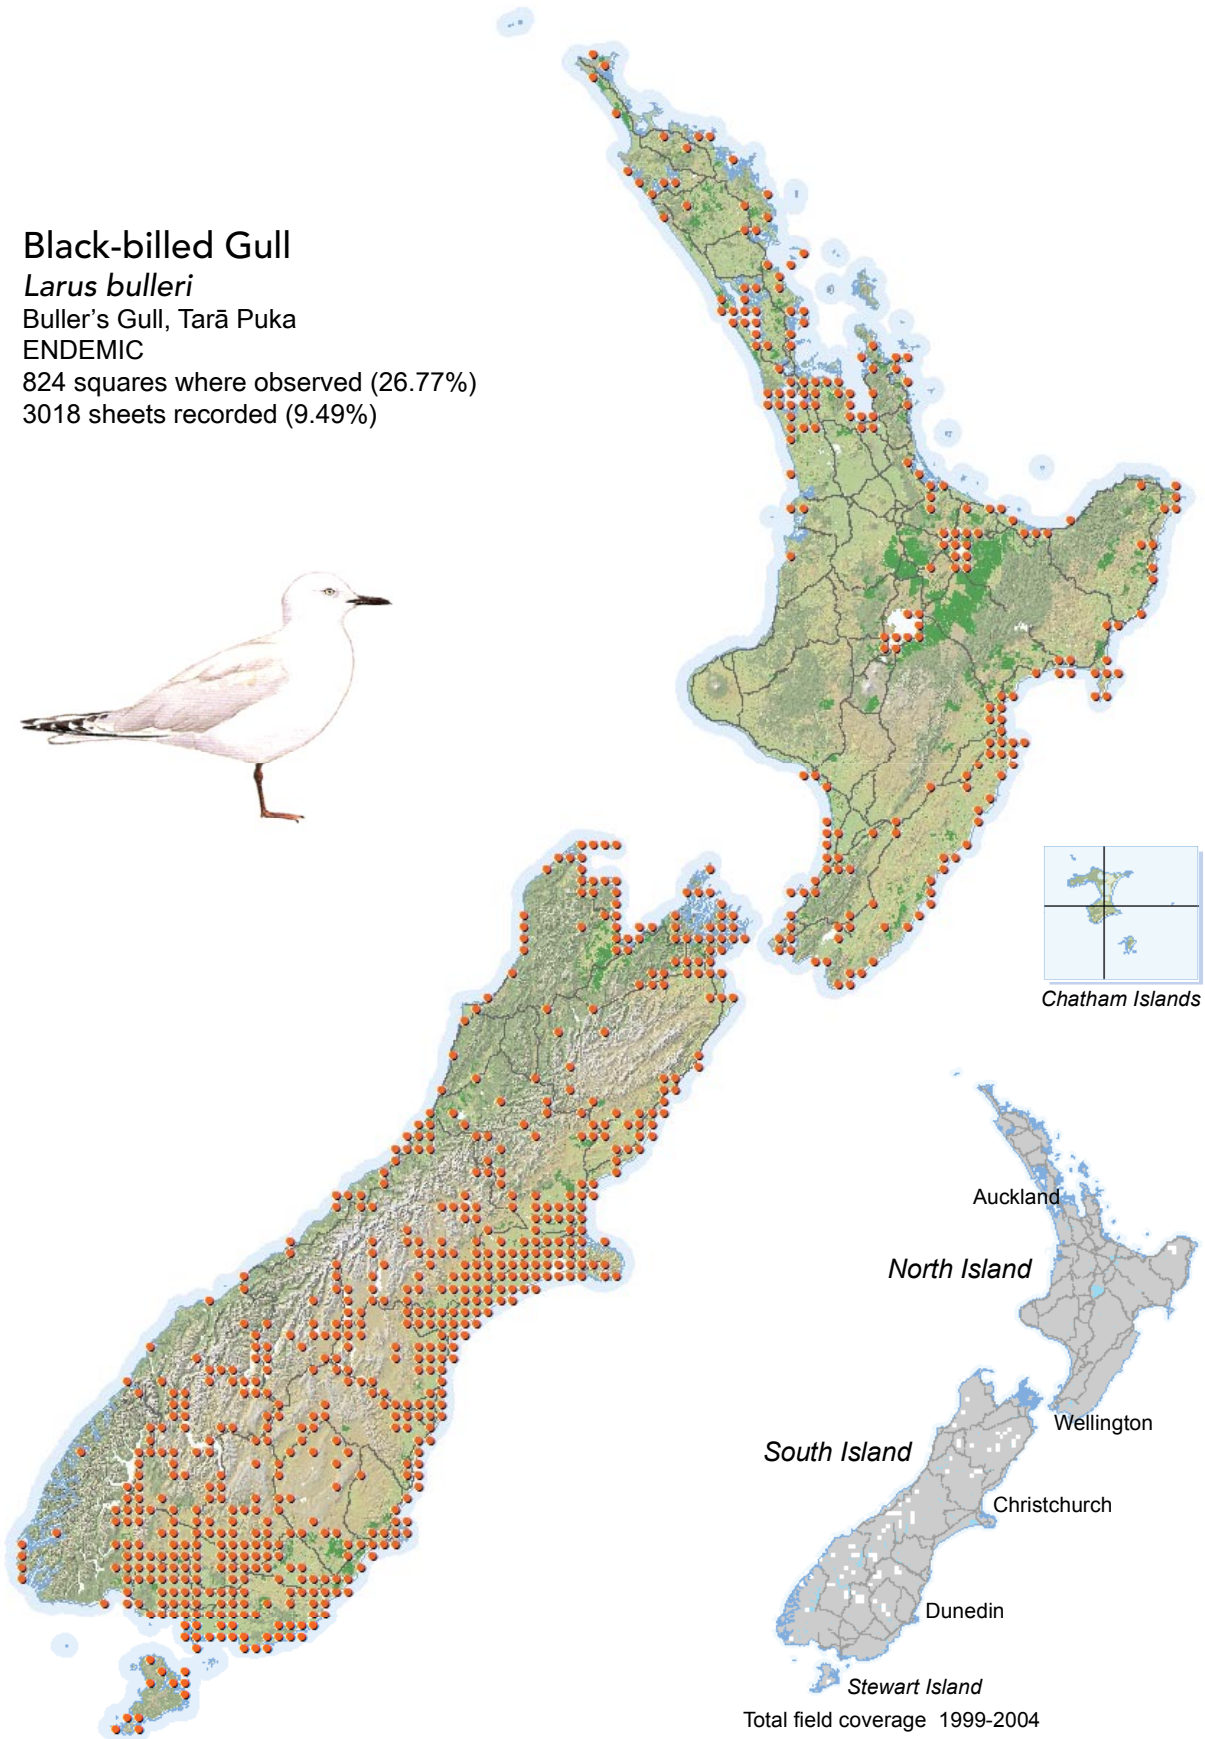 Black-billed Gull
Larus bulleri
Buller’s Gull, Tarā Puka
ENDEMIC
824 squares where observed (26.77%)
3018 sheets recorded (9.49%)
Chatham Islands
Auckland
North Island
Wellington
South Island
Christchurch
Dunedin
Stewart Island
Total field coverage 1999-2004